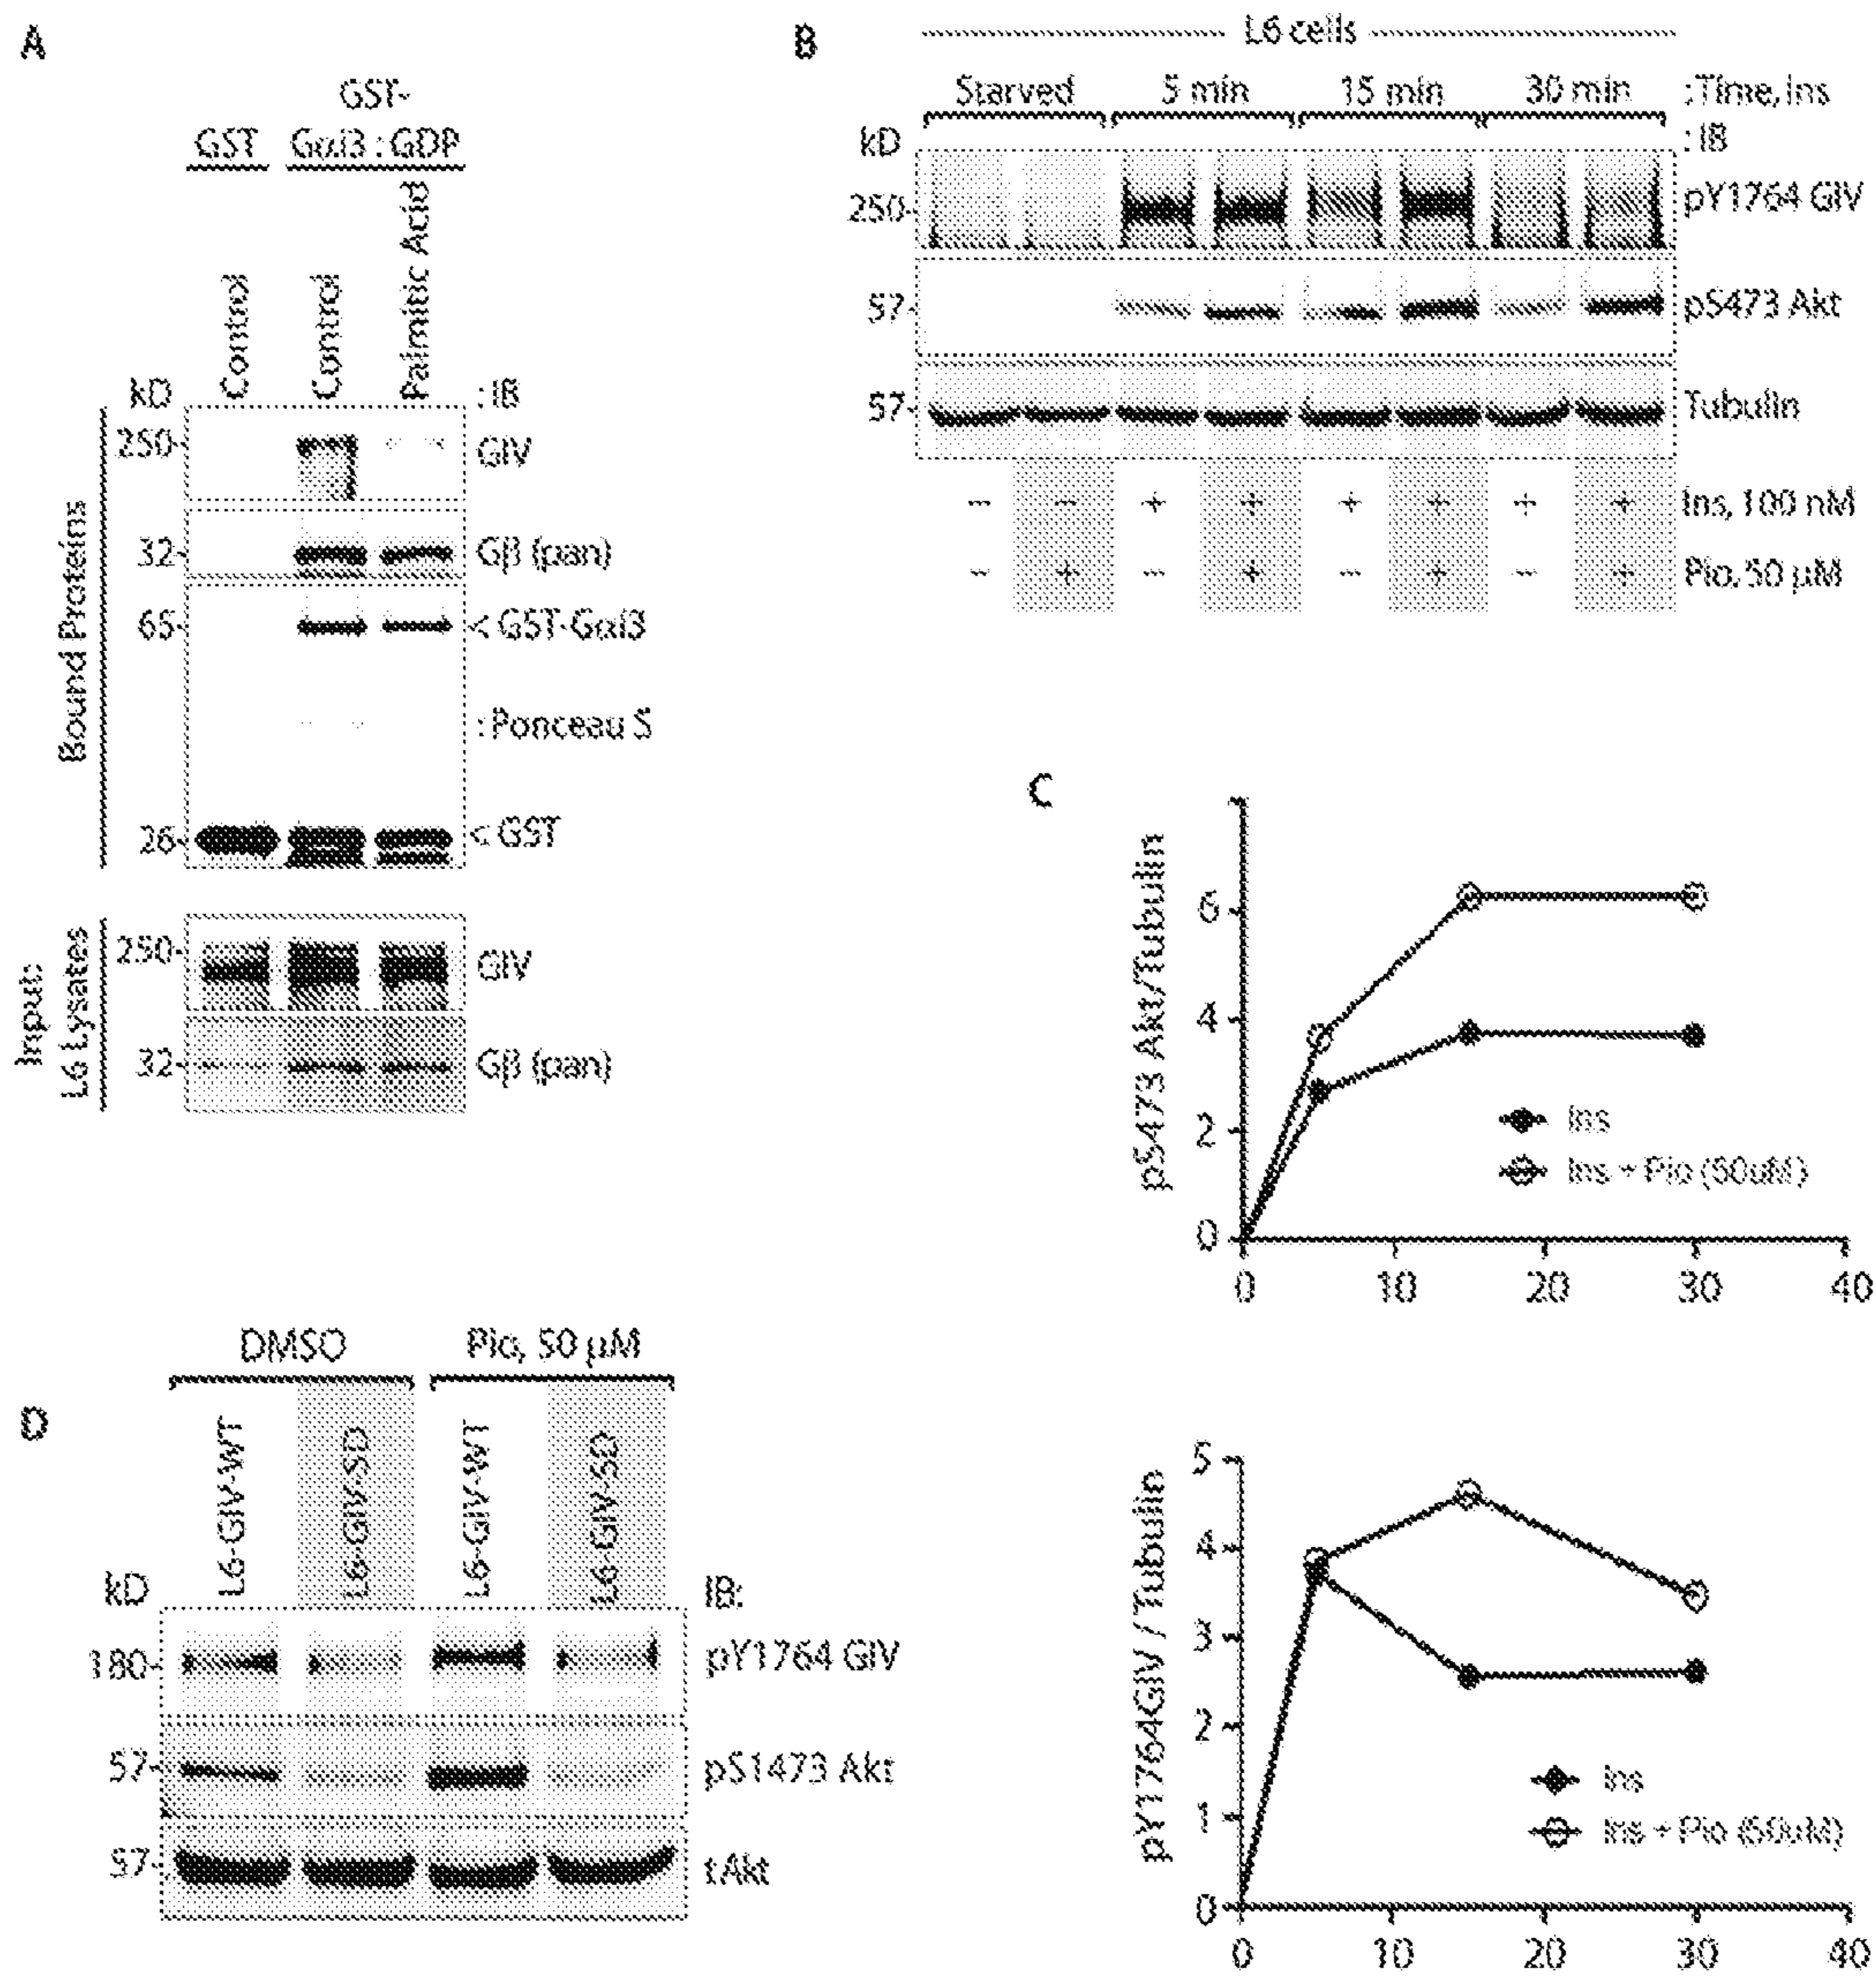 A
GST-
GST Gαi3 : GDP
Control
Control
Palmitic Acid
kD : IB
250- GIV
32- Gβ (pan)
65- < GST-Gαi3
: Ponceau S
26- < GST
Bound Proteins
250- GIV
32- Gβ (pan)
Input:
L6 Lysates
B
L6 cells
Starved 5 min 15 min 30 min :Time, ins
kD : IB
250- pY1764 GIV
57- pS473 Akt
57- Tubulin
- - + + + + + + Ins, 100 nM
- + - + - + - + Pio, 50 µM
C
pS473 Akt/Tubulin
6
4
2
0
Ins
Ins + Pio (50uM)
0 10 20 30 40
pY1764GIV / Tubulin
5
4
3
2
1
0
Ins
Ins + Pio (50uM)
0 10 20 30 40
D
DMSO Pio, 50 µM
L6-GIV-WT
L6-GIV-SD
L6-GIV-WT
L6-GIV-SD
kD IB:
180- pY1764 GIV
57- pS1473 Akt
57- tAkt